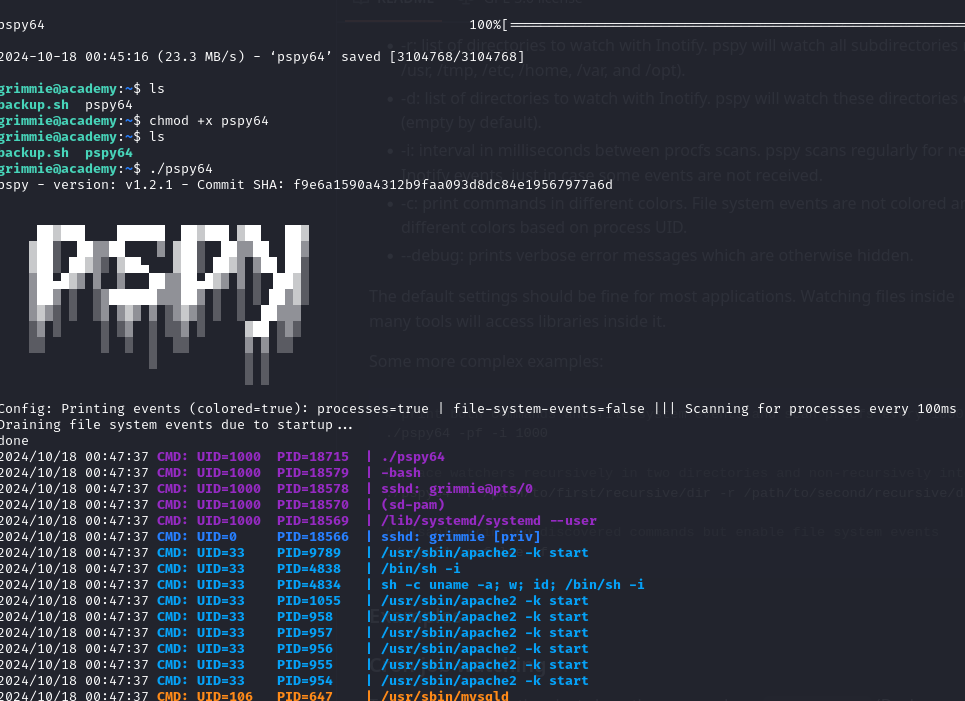 pspy64 100%[
2024-10-18 00:45:16 (23.3 MB/s) - ‘pspy64’ saved [3104768/3104768]
grimmie@academy:~$ ls
backup.sh pspy64
grimmie@academy:~$ chmod +x pspy64
grimmie@academy:~$ ls
backup.sh pspy64
grimmie@academy:~$ ./pspy64
pspy - version: v1.2.1 - Commit SHA: f9e6a1590a4312b9faa093d8dc84e19567977a6d
Config: Printing events (colored=true): processes=true | file-system-events=false ||| Scanning for processes every 100ms
Draining file system events due to startup...
done
2024/10/18 00:47:37 CMD: UID=1000 PID=18715 | ./pspy64
2024/10/18 00:47:37 CMD: UID=1000 PID=18579 | -bash
2024/10/18 00:47:37 CMD: UID=1000 PID=18578 | sshd: grimmie@pts/0
2024/10/18 00:47:37 CMD: UID=1000 PID=18570 | (sd-pam)
2024/10/18 00:47:37 CMD: UID=1000 PID=18569 | /lib/systemd/systemd --user
2024/10/18 00:47:37 CMD: UID=0 PID=18566 | sshd: grimmie [priv]
2024/10/18 00:47:37 CMD: UID=33 PID=9789 | /usr/sbin/apache2 -k start
2024/10/18 00:47:37 CMD: UID=33 PID=4838 | /bin/sh -i
2024/10/18 00:47:37 CMD: UID=33 PID=4834 | sh -c uname -a; w; id; /bin/sh -i
2024/10/18 00:47:37 CMD: UID=33 PID=1055 | /usr/sbin/apache2 -k start
2024/10/18 00:47:37 CMD: UID=33 PID=958 | /usr/sbin/apache2 -k start
2024/10/18 00:47:37 CMD: UID=33 PID=957 | /usr/sbin/apache2 -k start
2024/10/18 00:47:37 CMD: UID=33 PID=956 | /usr/sbin/apache2 -k start
2024/10/18 00:47:37 CMD: UID=33 PID=955 | /usr/sbin/apache2 -k start
2024/10/18 00:47:37 CMD: UID=33 PID=954 | /usr/sbin/apache2 -k start
2024/10/18 00:47:37 CMD: UID=106 PID=647 | /usr/sbin/mysqld
-r: list of directories to watch with Inotify. pspy will watch all subdirectories
/usr, /tmp, /etc, /home, /var, and /opt).
-d: list of directories to watch with Inotify. pspy will watch these directories
(empty by default).
-i: interval in milliseconds between procfs scans. pspy scans regularly for
Inotify events, just in case some events are not received.
-c: print commands in different colors. File system events are not colored
different colors based on process UID.
--debug: prints verbose error messages which are otherwise hidden.
The default settings should be fine for most applications. Watching files inside
many tools will access libraries inside it.
Some more complex examples:
./pspy64 -pf -i 1000